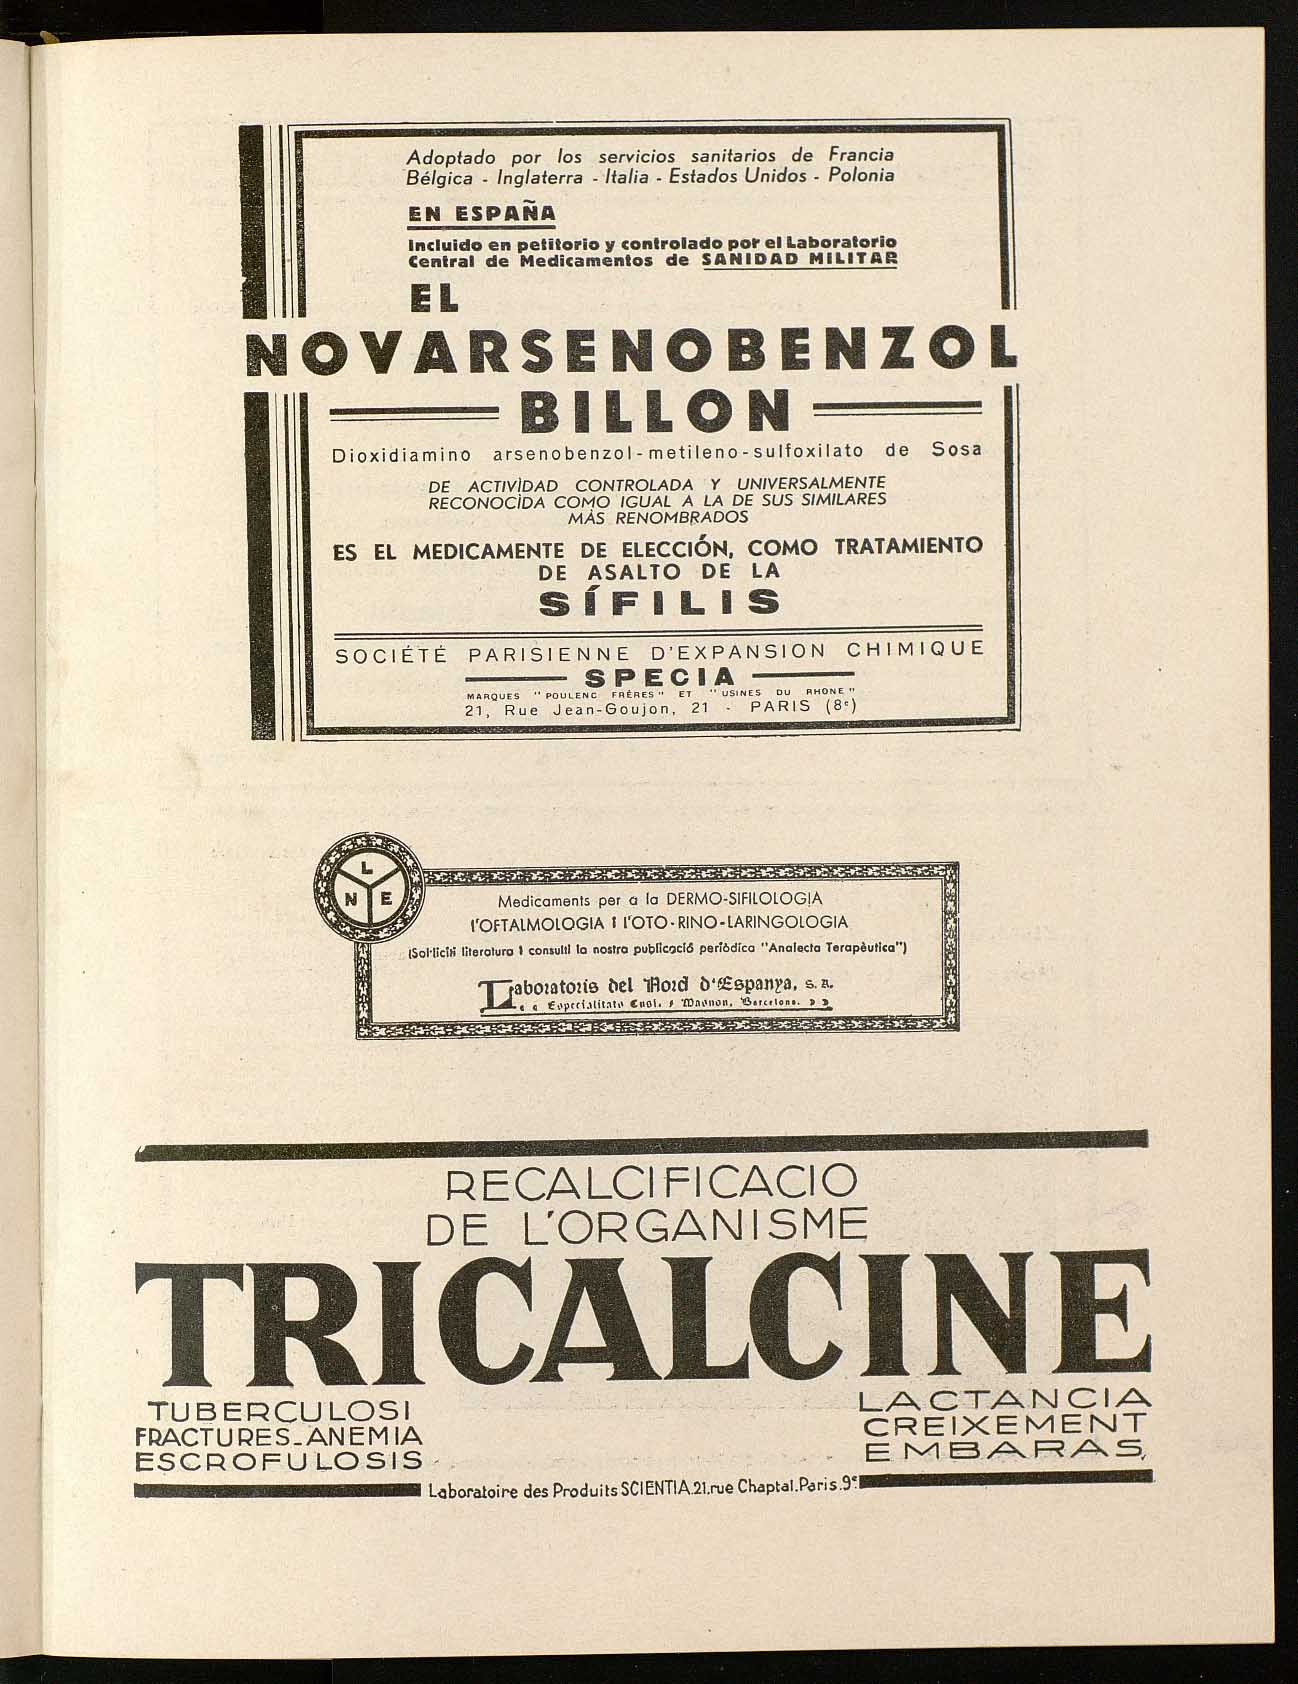 Adoptado por los servicios sanitarios de Francia
Bélgica - Inglaterra - Italia - Estados Unidos - Polonia
EN ESPAÑA
Incluido en petitorio y controlado por el Laboratorio
Central de Medicamentos de SANIDAD MILITAR
EL
NOVARSENOBENZOL
BILLON
Dioxidiamino arsenobenzol-metileno-sulfoxilato de Sosa
DE ACTIVIDAD CONTROLADA Y UNIVERSALMENTE
RECONOCIDA COMO IGUAL A LA DE SUS SIMILARES
MÁS RENOMBRADOS
ES EL MEDICAMENTE DE ELECCIÓN, COMO TRATAMIENTO
DE ASALTO DE LA
SÍFILIS
SOCIÉTÉ PARISIENNE D'EXPANSION CHIMIQUE
SPECIA
MARQUES "POULENC FRÈRES" ET "USINES DU RHONE"
21, Rue Jean-Goujon, 21 - PARIS (8e)
L
N E
Medicaments per a la DERMO-SIFILOLOGIA
l'OFTALMOLOGIA i l'OTO-RINO-LARINGOLOGIA
(Sol·liciti literatura i consulti la nostra publicació periòdica "Analecta Terapèutica")
Laboratoris del Nord d'Espanya, S. A.
Especialitats Cusí. Masnou, Barcelona.
RECALCIFICACIO
DE L'ORGANISME
TRICALCINE
TUBERCULOSI
FRACTURES-ANEMIA
ESCROFULOSIS
LACTANCIA
CREIXEMENT
EMBARAS,
Laboratoire des Produits SCIENTIA.21,rue Chaptal.Paris.9e.